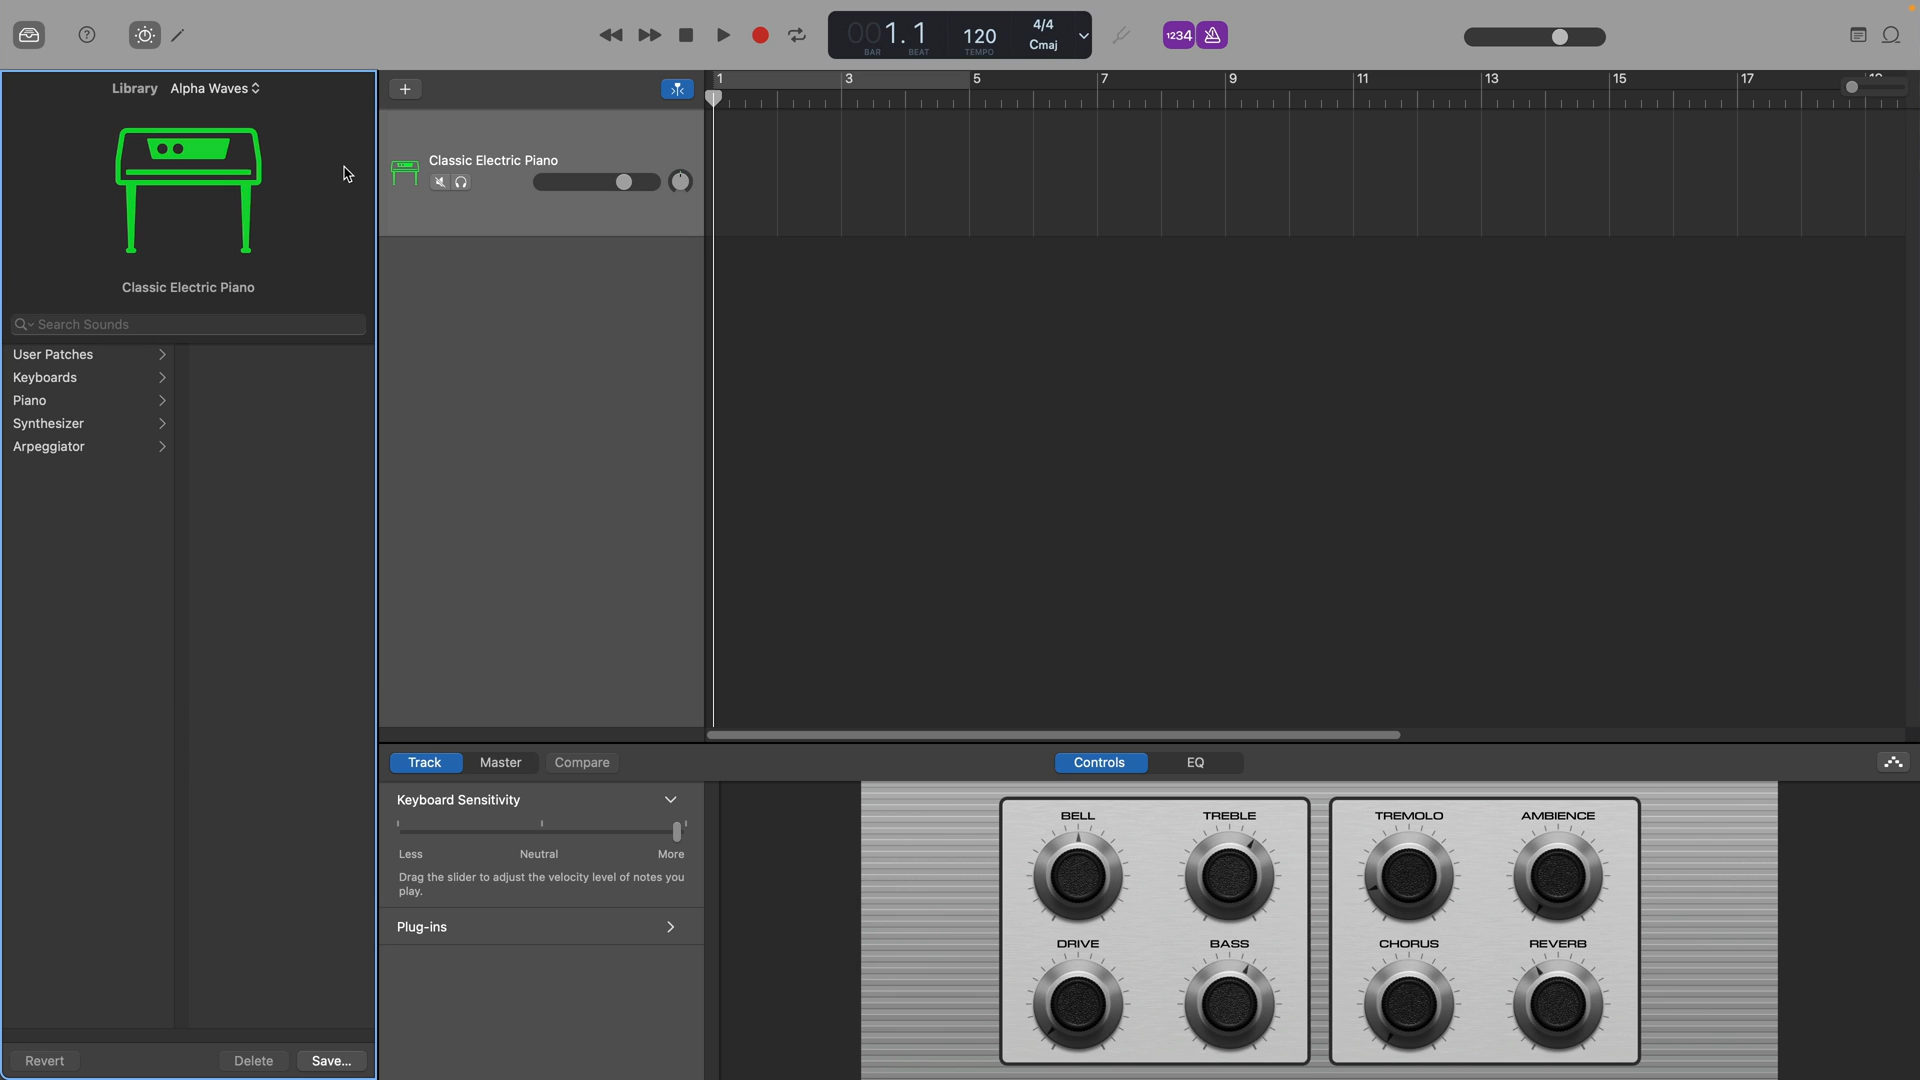 001. 1
BAR BEAT
120
TEMPO
4/4
Cmaj
1234
Library Alpha Waves
Classic Electric Piano
Search Sounds
User Patches
Keyboards
Piano
Synthesizer
Arpeggiator
Revert
Delete
Save...
1 3 5 7 9 11 13 15 17
Classic Electric Piano
Track Master Compare
Controls EQ
Keyboard Sensitivity
Less Neutral More
Drag the slider to adjust the velocity level of notes you
play.
Plug-ins
BELL TREBLE TREMOLO AMBIENCE
DRIVE BASS CHORUS REVERB